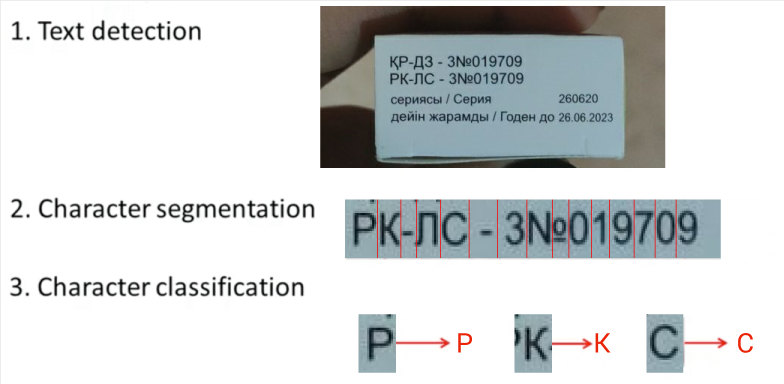 1. Text detection
ҚР-ДЗ - 3№019709
РК-ЛС - 3№019709
сериясы / Серия 260620
дейін жарамды / Годен до 26.06.2023
2. Character segmentation
РК-ЛС - 3№019709
3. Character classification
Р Р К К С С